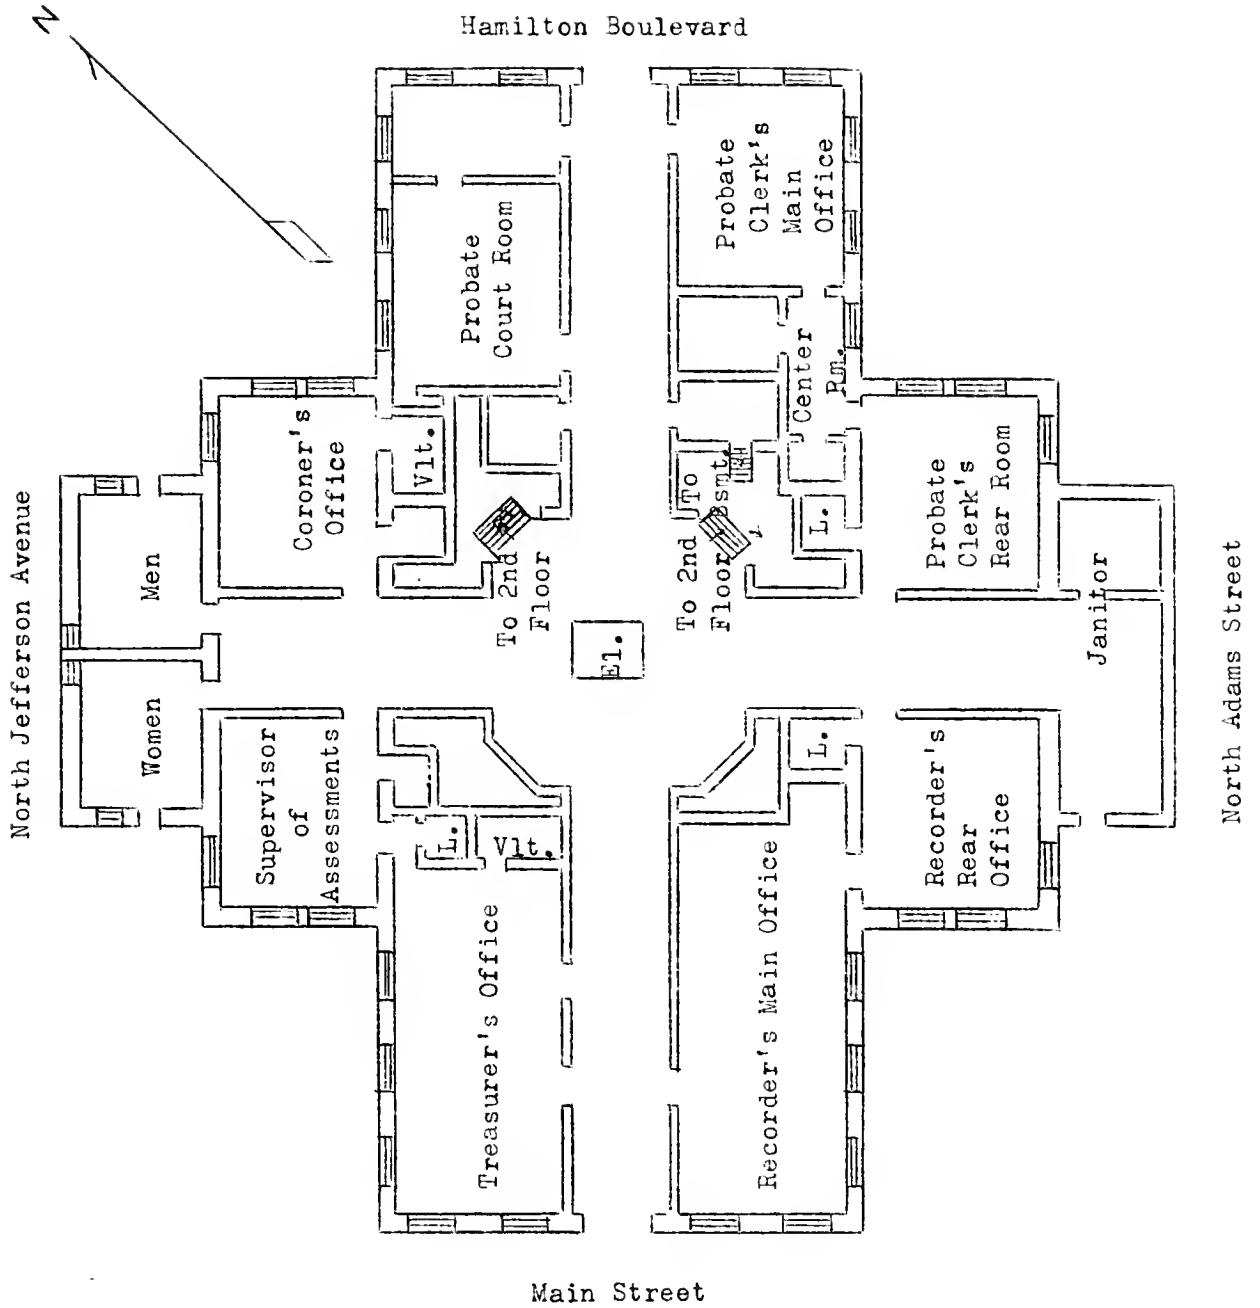 N
Hamilton Boulevard
North Jefferson Avenue
North Adams Street
Probate
Court Room
Probate
Clerk's
Main
Office
Center
Rm.
Coroner's
Office
Vlt.
Men
Women
To 2nd
Floor
To 2nd
Floor
To
Bsmt.
L.
Probate
Clerk's
Rear Room
Janitor
El.
Supervisor
of
Assessments
L.
Vlt.
Treasurer's Office
L.
Recorder's Main Office
Recorder's
Rear
Office
Main Street